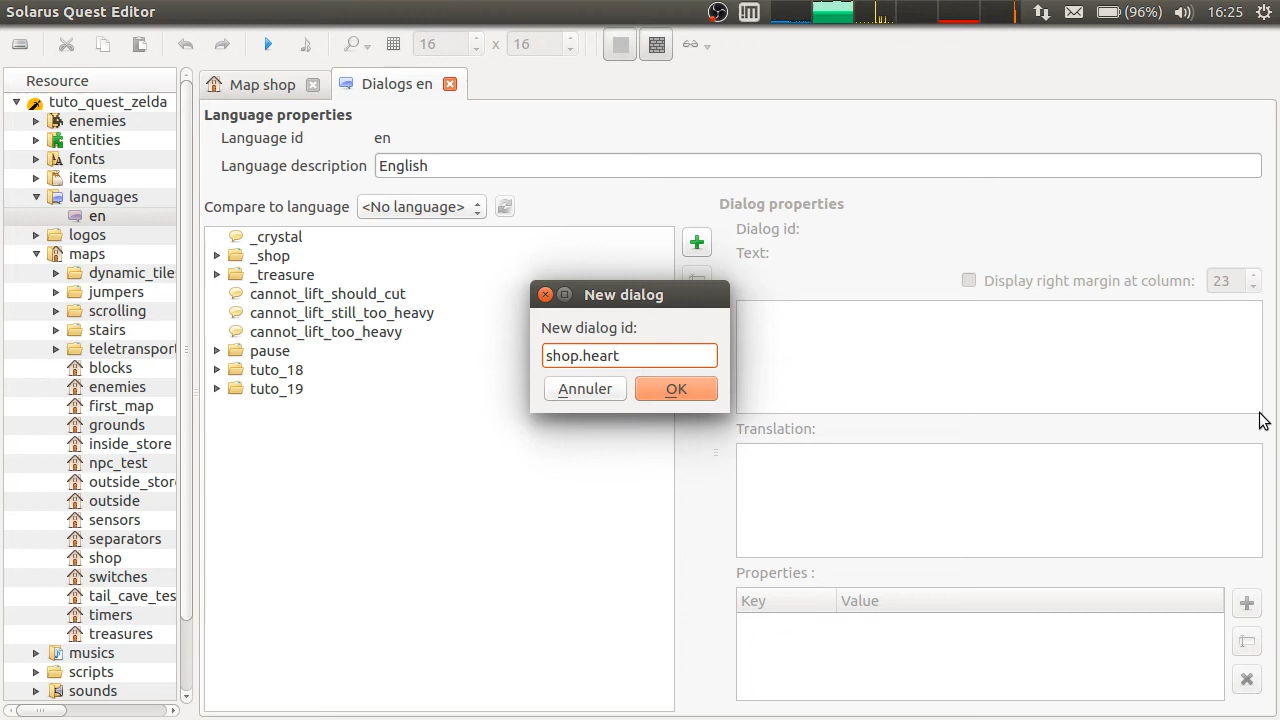 Solarus Quest Editor
(96%)
16:25
16
x
16
Resource
tuto_quest_zelda
enemies
entities
fonts
items
languages
en
logos
maps
dynamic_tile
jumpers
scrolling
stairs
teletransport
blocks
enemies
first_map
grounds
inside_store
npc_test
outside_stor
outside
sensors
separators
shop
switches
tail_cave_tes
timers
treasures
musics
scripts
sounds
Map shop
Dialogs en
Language properties
Language id
en
Language description
English
Compare to language
<No language>
_crystal
_shop
_treasure
cannot_lift_should_cut
cannot_lift_still_too_heavy
cannot_lift_too_heavy
pause
tuto_18
tuto_19
New dialog
New dialog id:
shop.heart
Annuler
OK
Dialog properties
Dialog id:
Text:
Display right margin at column:
23
Translation:
Properties :
Key
Value